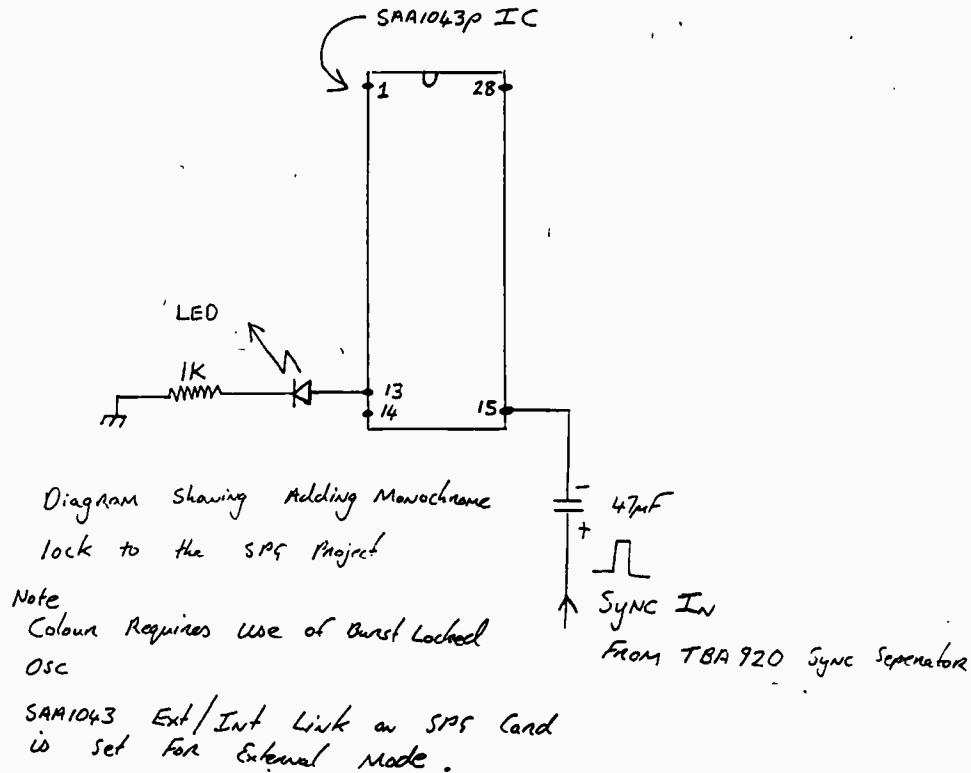 SAA1043P IC
1
28
LED
1K
13
14
15
Diagram Showing Adding Monochrome
lock to the SPG Project
-
47µF
+
Sync In
From TBA 920 Sync Seperator
Note
Colour Requires use of Burst Locked
Osc
SAA1043 Ext/Int Link on SPG Card
is set For External Mode.